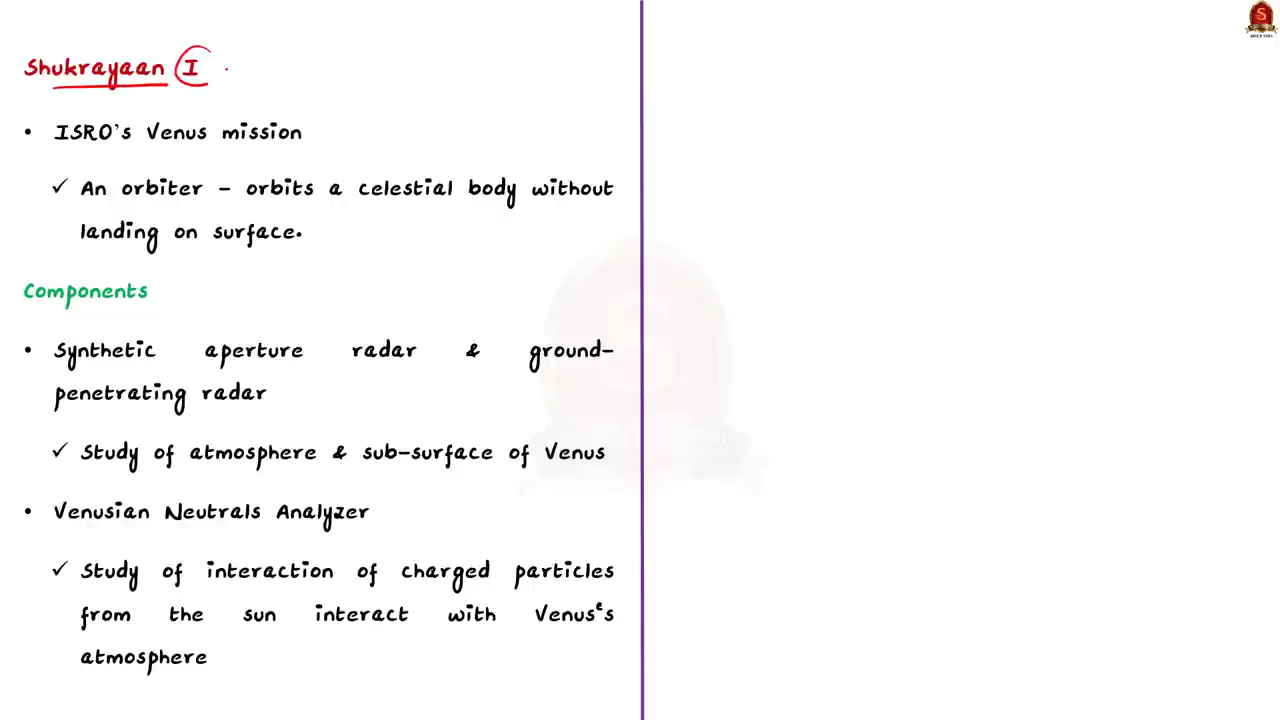 Shukrayaan I
• ISRO's Venus mission
✓ An orbiter – orbits a celestial body without
landing on surface.
Components
• Synthetic aperture radar & ground-
penetrating radar
✓ Study of atmosphere & sub-surface of Venus
• Venusian Neutrals Analyzer
✓ Study of interaction of charged particles
from the sun interact with Venus's
atmosphere
S